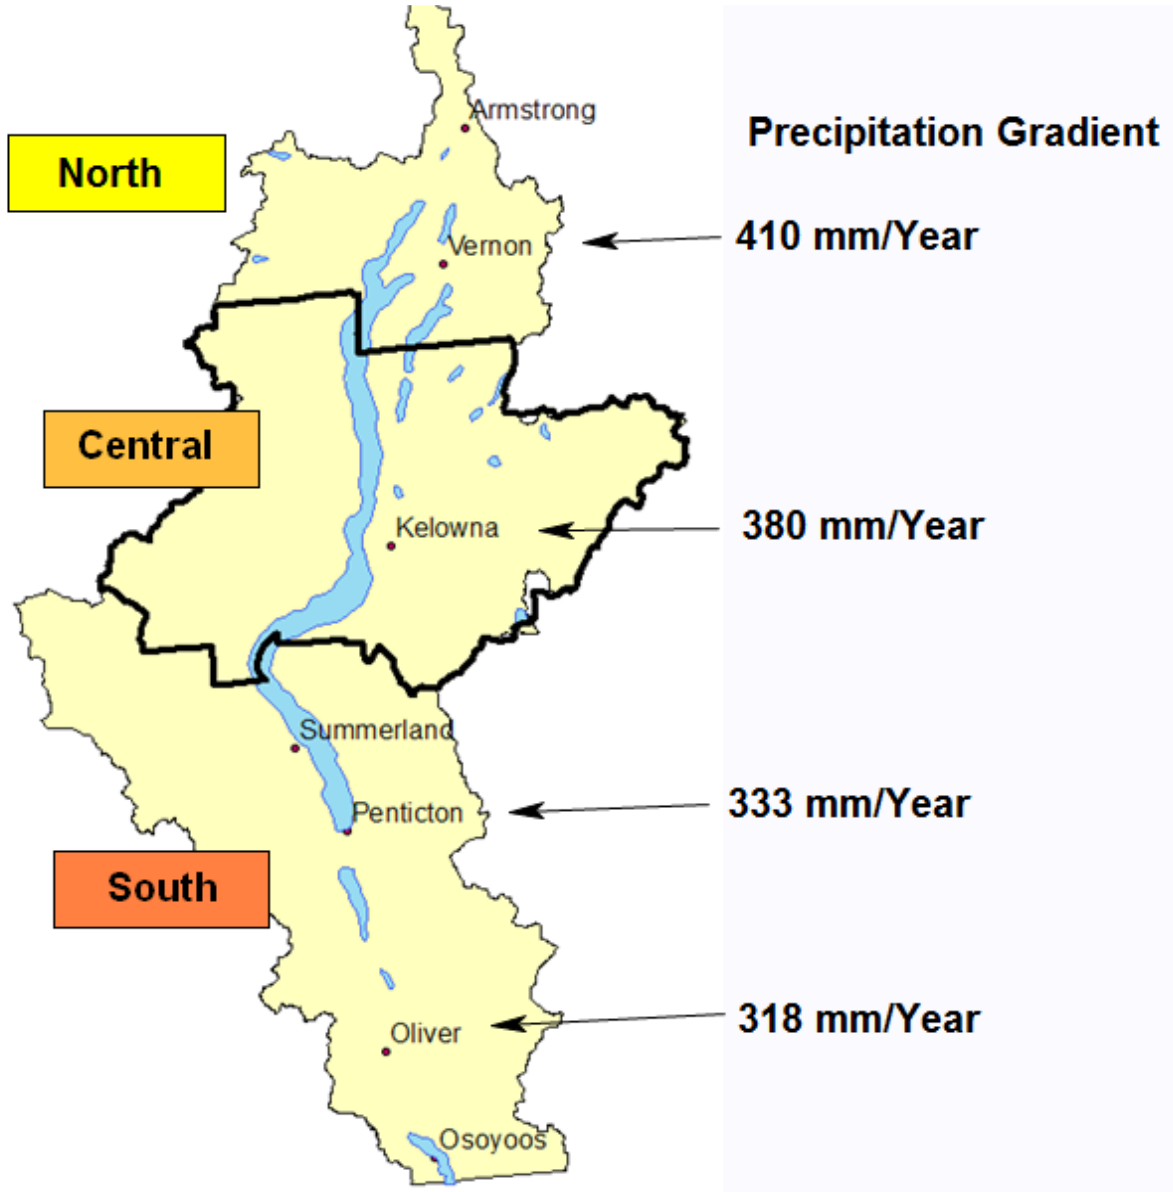 Armstrong
Precipitation Gradient
North
410 mm/Year
Vernon
Central
Kelowna
380 mm/Year
Summerland
Penticton
333 mm/Year
South
318 mm/Year
Oliver
Osoyoos